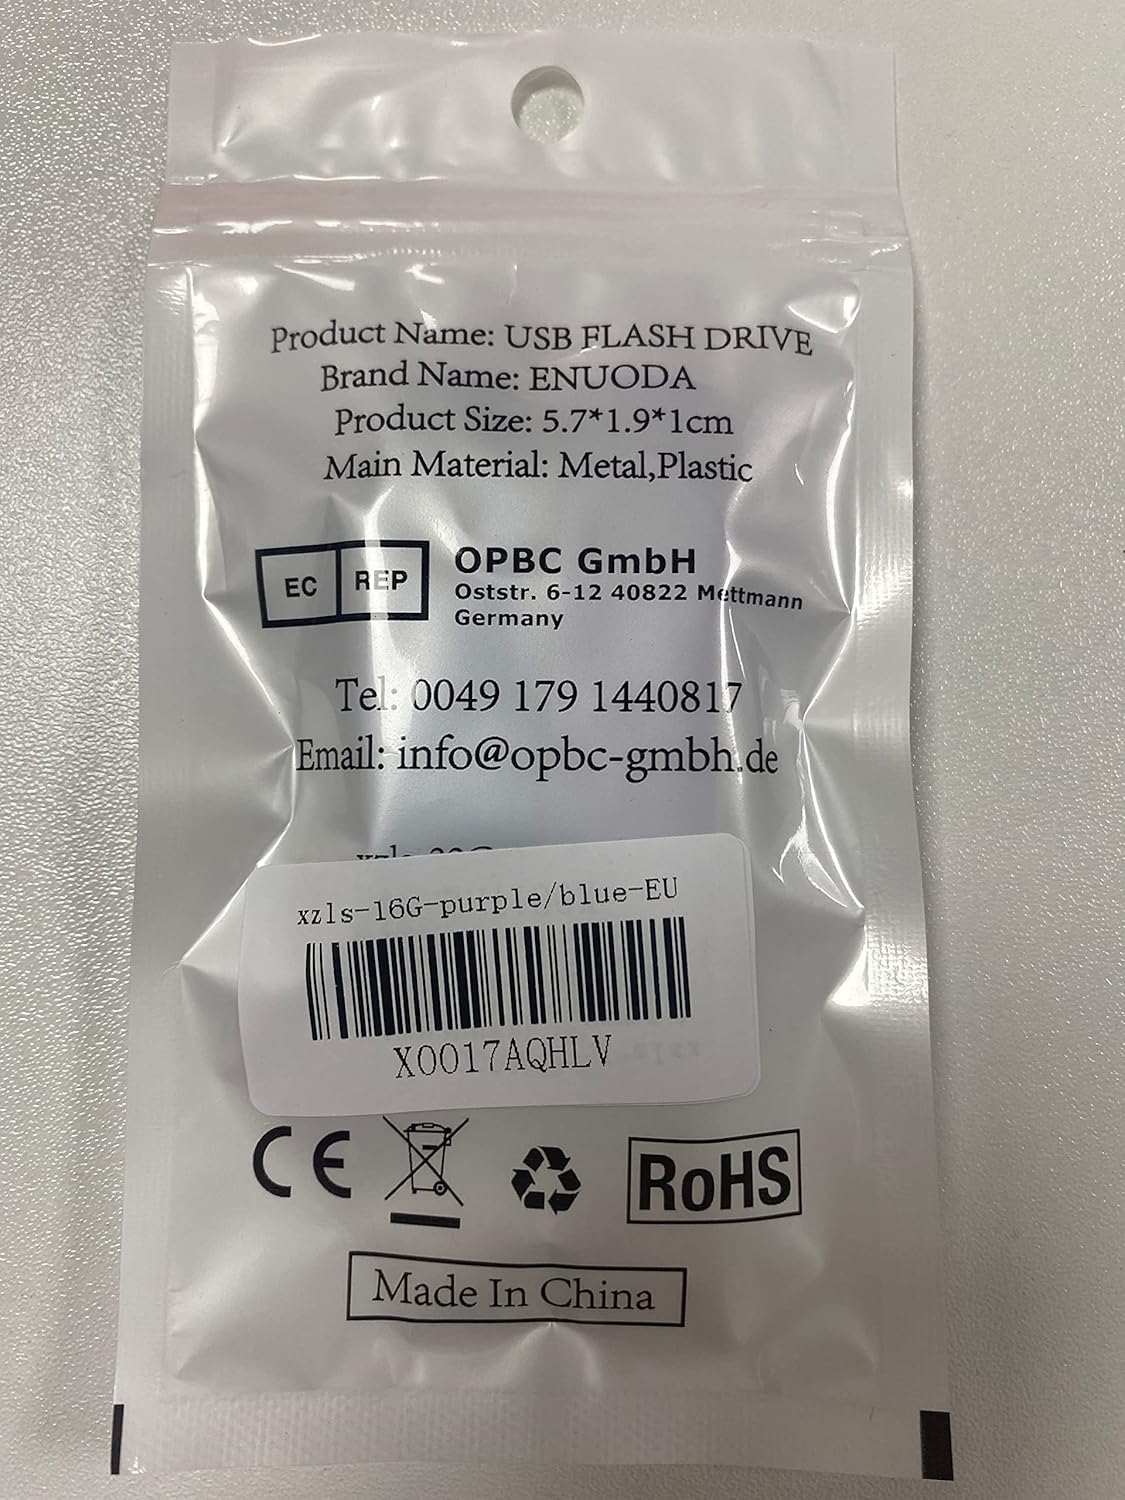 Product Name: USB FLASH DRIVE
Brand Name: ENUODA
Product Size: 5.7*1.9*1cm
Main Material: Metal,Plastic
EC REP
OPBC GmbH
Oststr. 6-12 40822 Mettmann
Germany
Tel: 0049 179 1440817
Email: info@opbc-gmbh.de
xzls-16G-purple/blue-EU
X0017AQHLV
CE
RoHS
Made In China